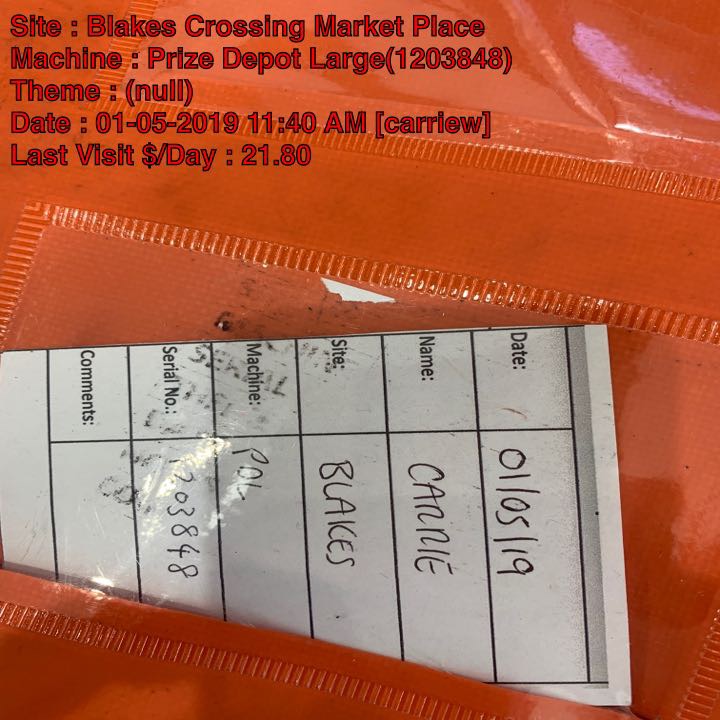 Site : Blakes Crossing Market Place
Machine : Prize Depot Large(1203848)
Theme : (null)
Date : 01-05-2019 11:40 AM [carriew]
Last Visit $/Day : 21.80
Date: 01/05/19
Name: CARRIE
Site: BLAKES
Machine: PDL
Serial No.: 1203848
Comments: